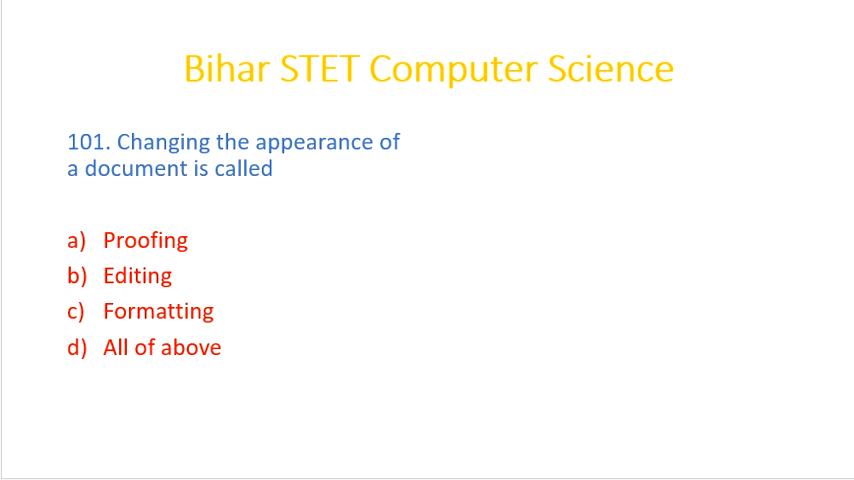 Bihar STET Computer Science
101. Changing the appearance of
a document is called
a) Proofing
b) Editing
c) Formatting
d) All of above